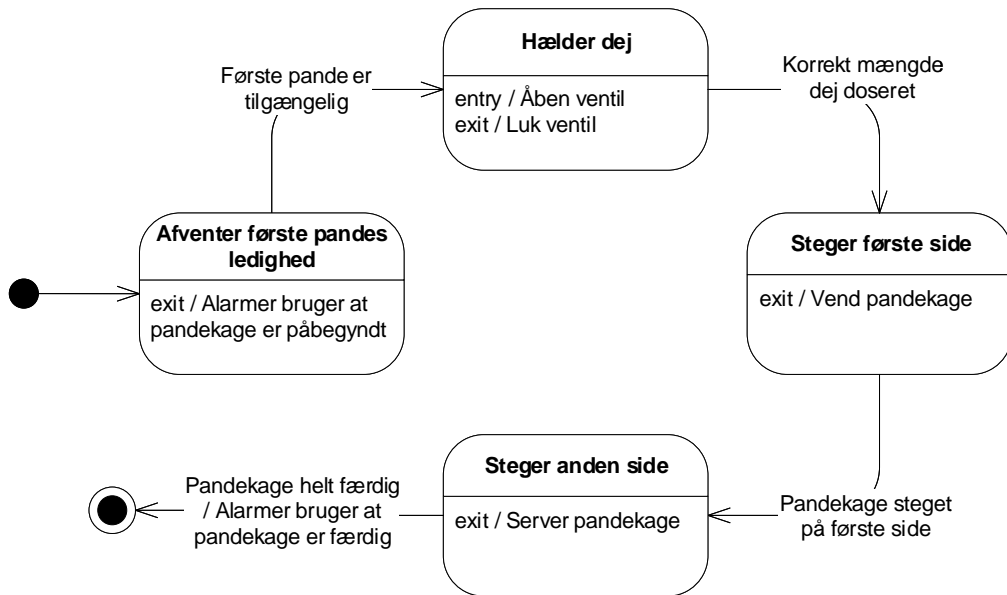 Hælder dej
entry / Åben ventil
exit / Luk ventil
Første pande er
tilgængelig
Korrekt mængde
dej doseret
Afventer første pandes
ledighed
exit / Alarmer bruger at
pandekage er påbegyndt
Steger første side
exit / Vend pandekage
Steger anden side
exit / Server pandekage
Pandekage helt færdig
/ Alarmer bruger at
pandekage er færdig
Pandekage steget
på første side